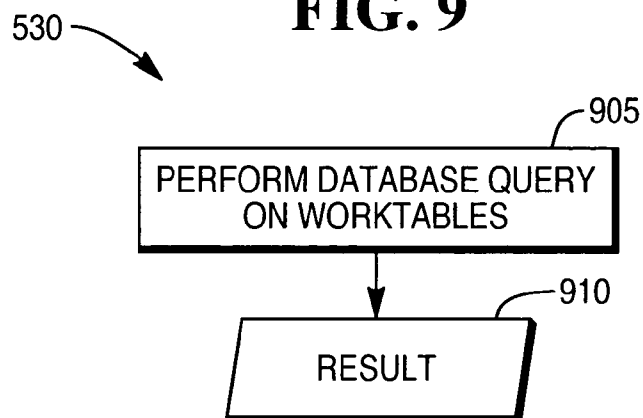 FIG. 9
530
905
PERFORM DATABASE QUERY
ON WORKTABLES
910
RESULT